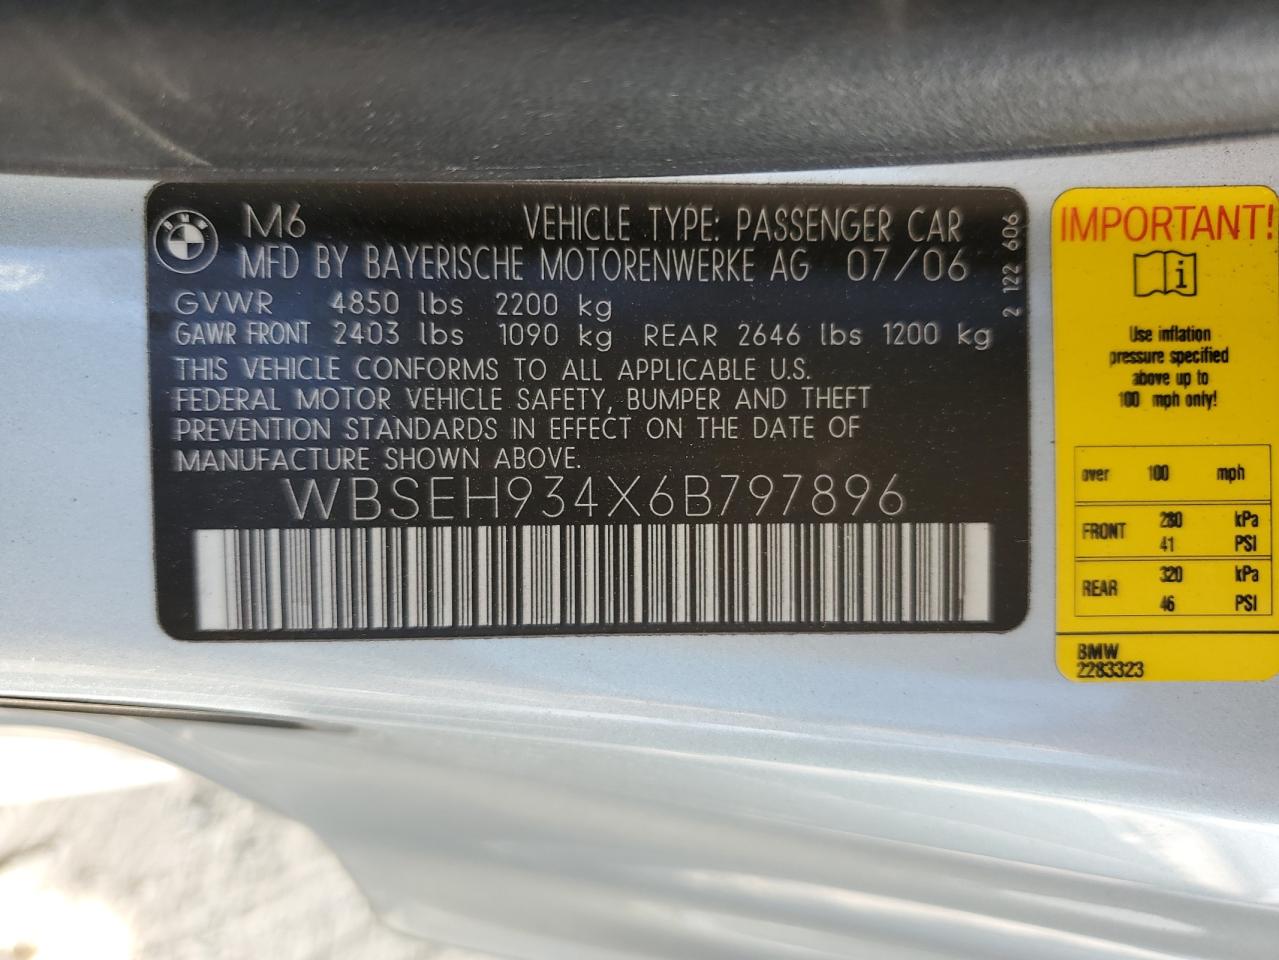 M6 VEHICLE TYPE: PASSENGER CAR
MFD BY BAYERISCHE MOTORENWERKE AG 07/06
GVWR 4850 lbs 2200 kg
GAWR FRONT 2403 lbs 1090 kg REAR 2646 lbs 1200 kg
THIS VEHICLE CONFORMS TO ALL APPLICABLE U.S.
FEDERAL MOTOR VEHICLE SAFETY, BUMPER AND THEFT
PREVENTION STANDARDS IN EFFECT ON THE DATE OF
MANUFACTURE SHOWN ABOVE.
WBSEH934X6B797896
2 122 606
IMPORTANT!
i
Use inflation
pressure specified
above up to
100 mph only!
over 100 mph
FRONT 280 kPa
41 PSI
REAR 320 kPa
46 PSI
BMW
2283323